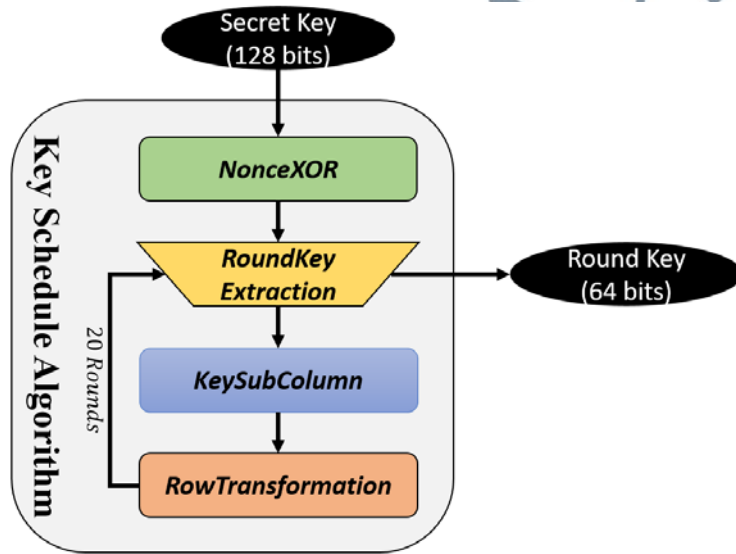 Secret Key
(128 bits)
Key Schedule Algorithm
NonceXOR
RoundKey
Extraction
Round Key
(64 bits)
20 Rounds
KeySubColumn
RowTransformation